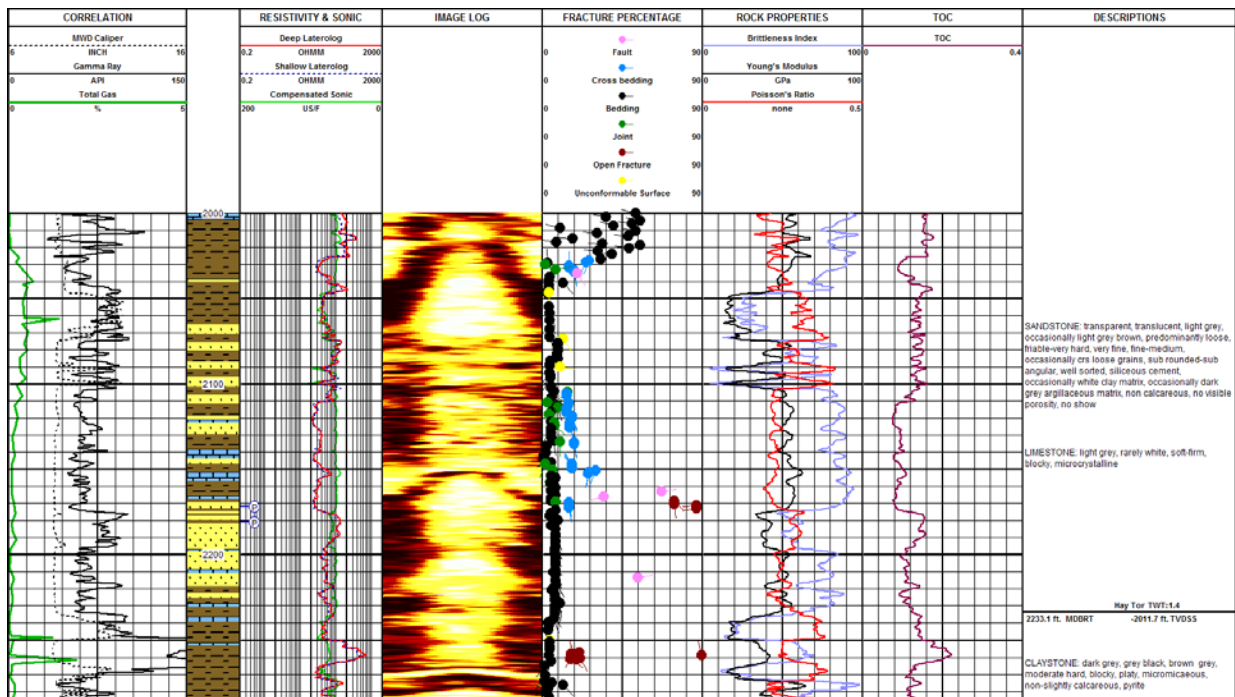 CORRELATION
RESISTIVITY & SONIC
IMAGE LOG
FRACTURE PERCENTAGE
ROCK PROPERTIES
TOC
DESCRIPTIONS
MWD Caliper
6 INCH 16
Gamma Ray
0 API 150
Total Gas
0 % 5
Deep Laterolog
0.2 OHMM 2000
Shallow Laterolog
0.2 OHMM 2000
Compensated Sonic
200 US/F 0
0 Fault 90
0 Cross bedding 90
0 Bedding 90
0 Joint 90
0 Open Fracture 90
0 Unconformable Surface 90
Brittleness Index
0 100
Young's Modulus
0 GPa 100
Poisson's Ratio
0 none 0.5
TOC
0 0.4
2000
2100
2200
SANDSTONE: transparent, translucent, light grey,
occasionally light grey brown, predominantly loose,
friable-very hard, very fine, fine-medium,
occasionally crs loose grains, sub rounded-sub
angular, well sorted, siliceous cement,
occasionally white clay matrix, occasionally dark
grey argillaceous matrix, non calcareous, no visible
porosity, no show
LIMESTONE: light grey, rarely white, soft-firm,
blocky, microcrystalline
Hay Tor TWT:1.4
2233.1 ft. MDBRT -2011.7 ft. TVDSS
CLAYSTONE: dark grey, grey black, brown grey,
moderate hard, blocky, platy, micromicaceous,
non-slightly calcareous, pyrite